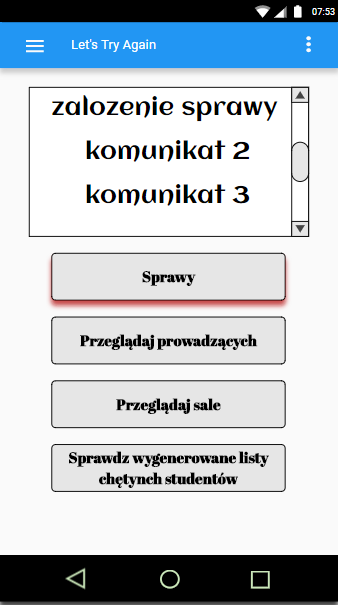 07:53
Let's Try Again
zalozenie sprawy
komunikat 2
komunikat 3
Sprawy
Przeglądaj prowadzących
Przeglądaj sale
Sprawdz wygenerowane listy
chętynch studentów